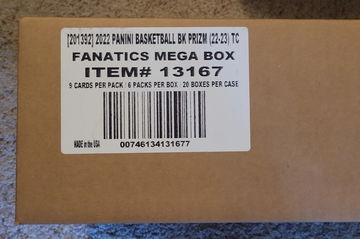 [201392] 2022 PANINI BASKETBALL BK PRIZM (22-23) TC
FANATICS MEGA BOX
ITEM# 13167
9 CARDS PER PACK | 6 PACKS PER BOX | 20 BOXES PER CASE
MADE in the USA
00746134131677